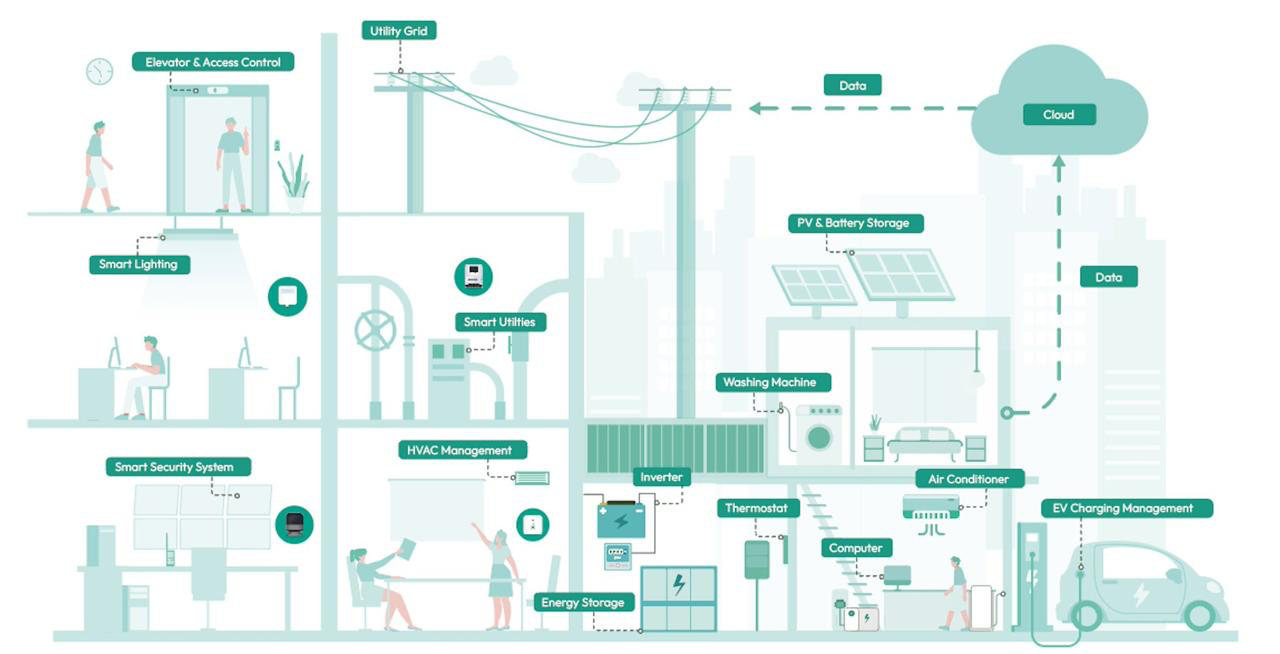 Utility Grid
Elevator & Access Control
Data
Cloud
PV & Battery Storage
Smart Lighting
Data
Smart Utilties
Washing Machine
HVAC Management
Smart Security System
Inverter
Air Conditioner
Thermostat
EV Charging Management
Computer
Energy Storage